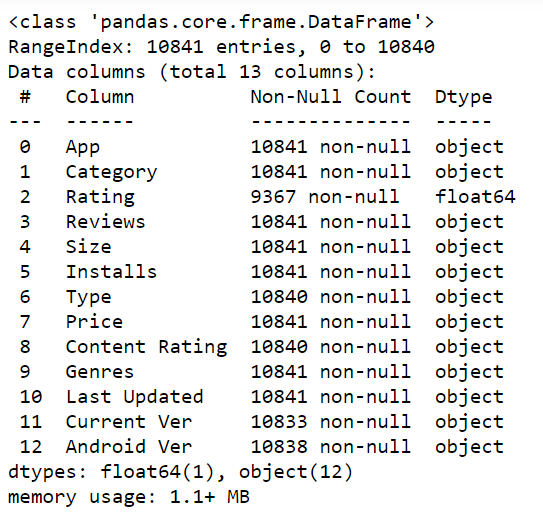 <class 'pandas.core.frame.DataFrame'>
RangeIndex: 10841 entries, 0 to 10840
Data columns (total 13 columns):
 #   Column          Non-Null Count  Dtype
---  ------          --------------  -----
 0   App             10841 non-null  object
 1   Category        10841 non-null  object
 2   Rating          9367 non-null   float64
 3   Reviews         10841 non-null  object
 4   Size            10841 non-null  object
 5   Installs        10841 non-null  object
 6   Type            10840 non-null  object
 7   Price           10841 non-null  object
 8   Content Rating  10840 non-null  object
 9   Genres          10841 non-null  object
 10  Last Updated    10841 non-null  object
 11  Current Ver     10833 non-null  object
 12  Android Ver     10838 non-null  object
dtypes: float64(1), object(12)
memory usage: 1.1+ MB